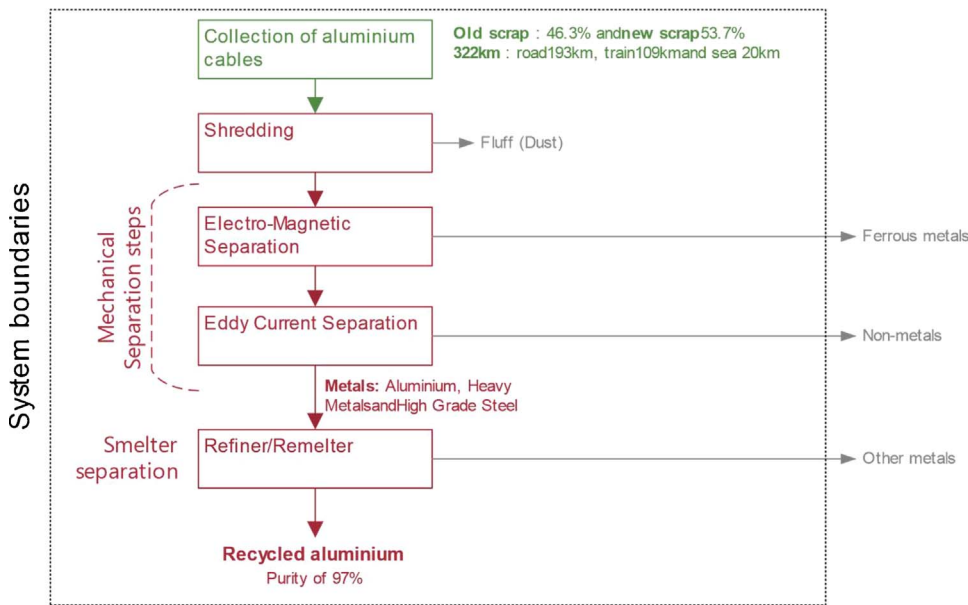 System boundaries
Collection of aluminium
cables
Old scrap : 46.3% andnew scrap53.7%
322km : road193km, train109kmand sea 20km
Shredding
Fluff (Dust)
Mechanical
Separation steps
Electro-Magnetic
Separation
Ferrous metals
Eddy Current Separation
Non-metals
Metals: Aluminium, Heavy
MetalsandHigh Grade Steel
Smelter
separation
Refiner/Remelter
Other metals
Recycled aluminium
Purity of 97%